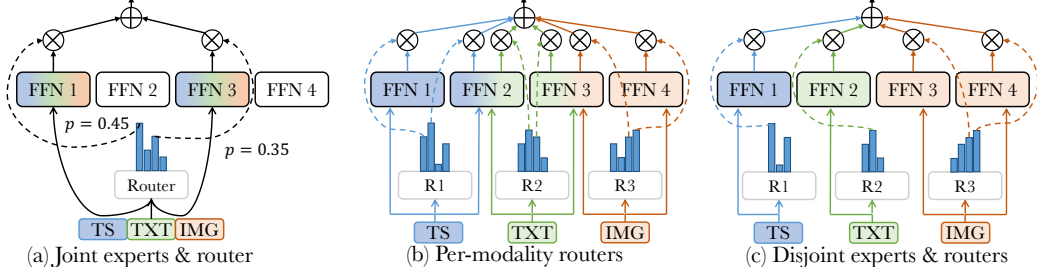 FFN 1 FFN 2 FFN 3 FFN 4
p = 0.45
p = 0.35
Router
TS TXT IMG
(a) Joint experts & router
FFN 1 FFN 2 FFN 3 FFN 4
R1 R2 R3
TS TXT IMG
(b) Per-modality routers
FFN 1 FFN 2 FFN 3 FFN 4
R1 R2 R3
TS TXT IMG
(c) Disjoint experts & routers